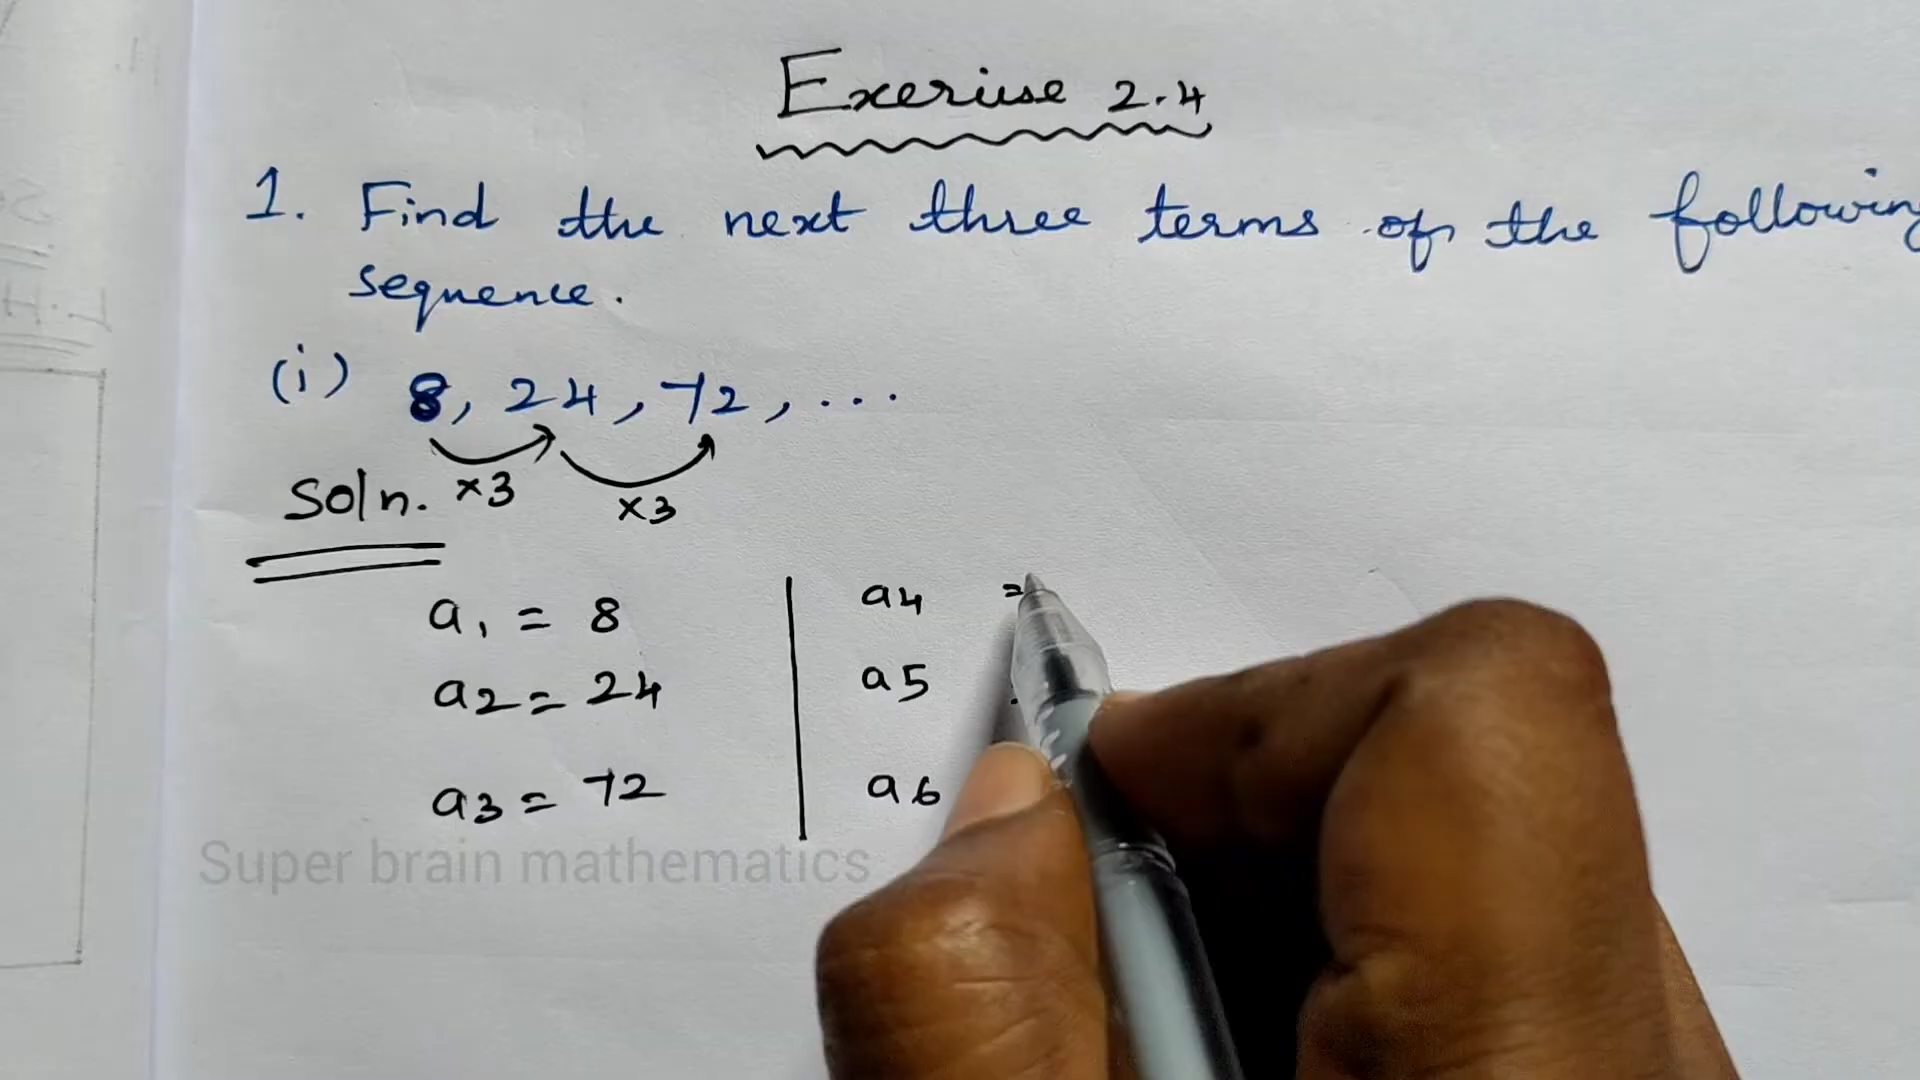 Exercise 2.4
1. Find the next three terms of the following
sequence.
(i) 8, 24, 72, ...
Soln. ×3 ×3
a1 = 8
a2 = 24
a3 = 72
a4 =
a5
a6
Super brain mathematics